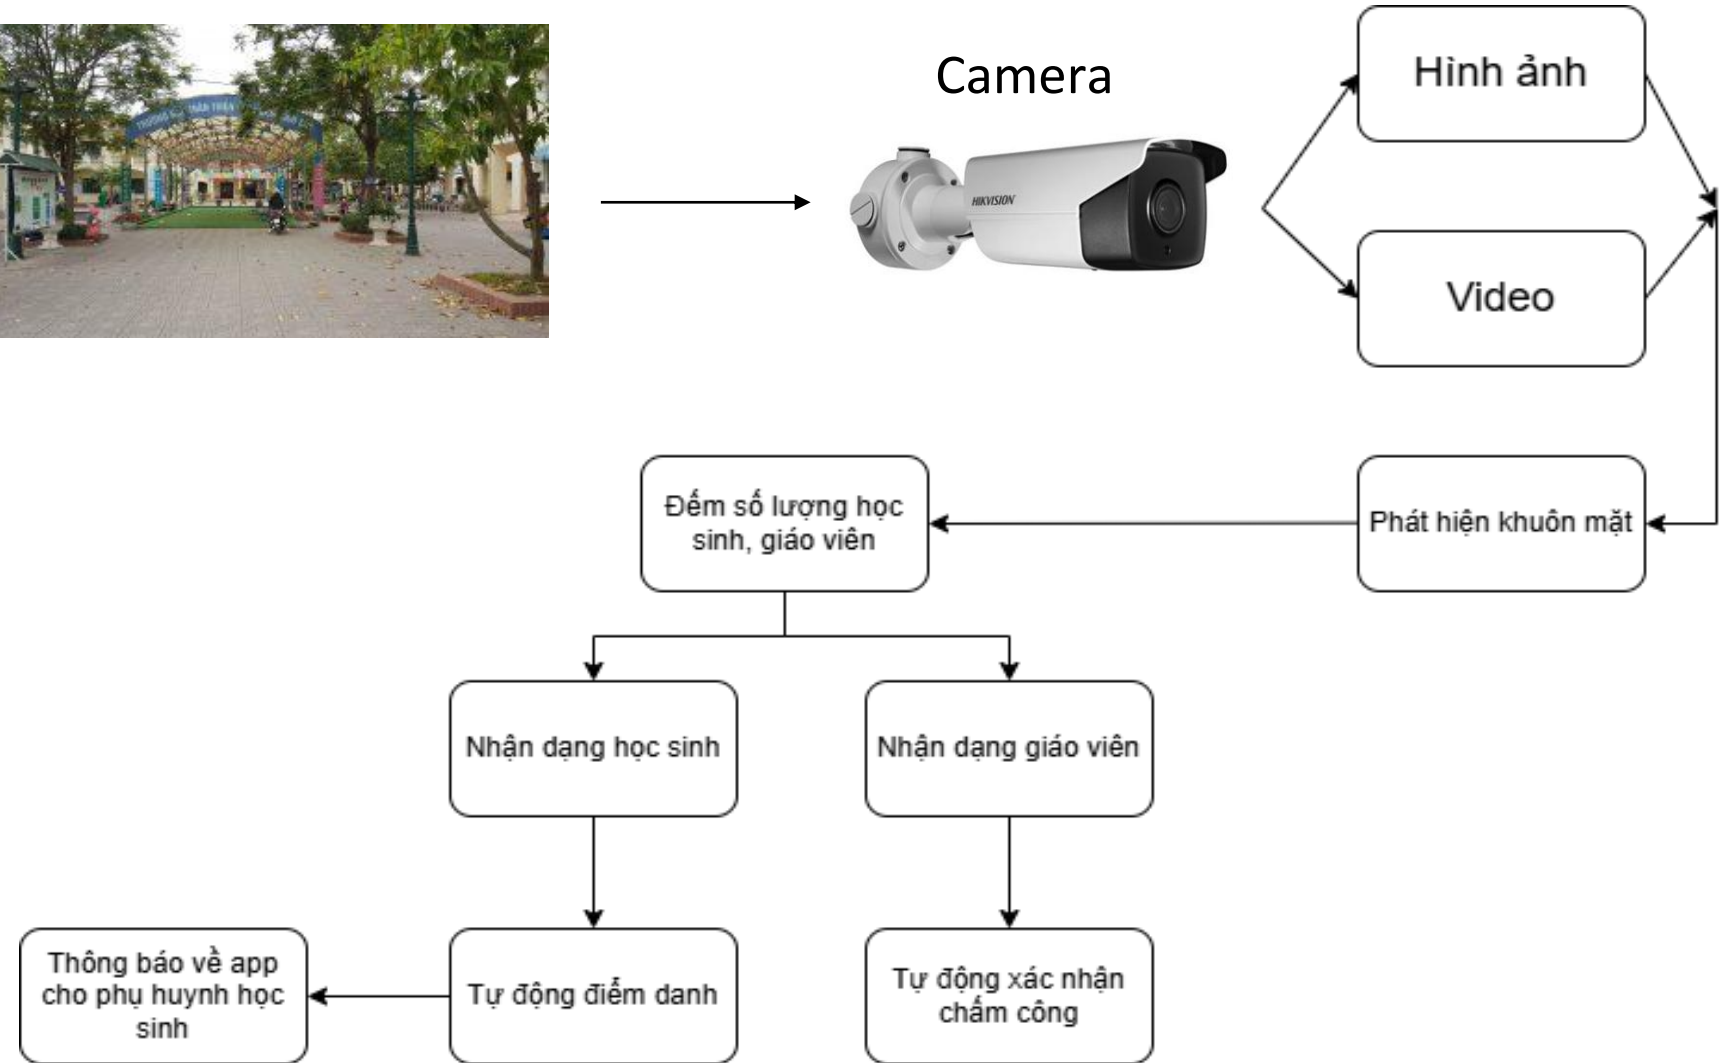 Camera
HIKVISION
Hình ảnh
Video
Phát hiện khuôn mặt
Đếm số lượng học
sinh, giáo viên
Nhận dạng học sinh
Nhận dạng giáo viên
Thông báo về app
cho phụ huynh học
sinh
Tự động điểm danh
Tự động xác nhận
chấm công